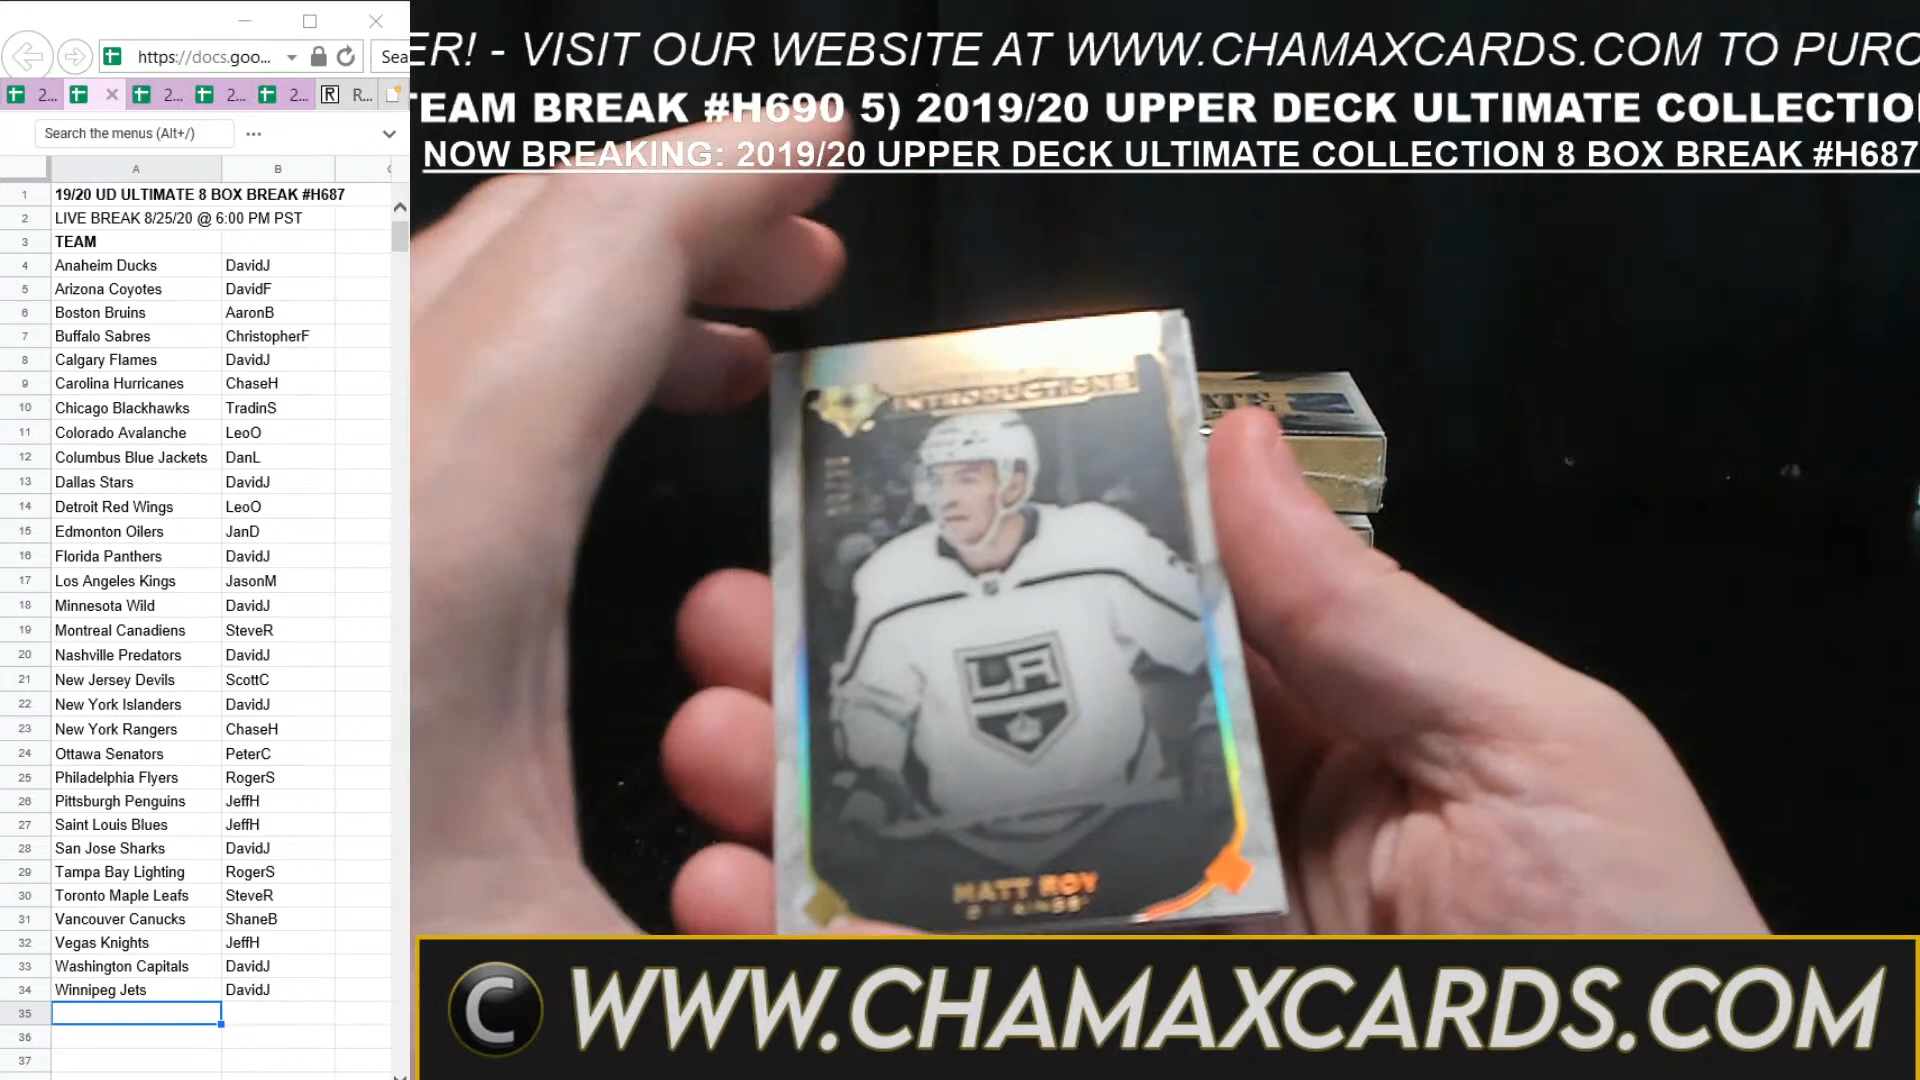 https://docs.goo...
Sea
2...
2...
2...
2...
R
R...
Search the menus (Alt+/)
...
A
B
1 19/20 UD ULTIMATE 8 BOX BREAK #H687
2 LIVE BREAK 8/25/20 @ 6:00 PM PST
3 TEAM
4 Anaheim Ducks DavidJ
5 Arizona Coyotes DavidF
6 Boston Bruins AaronB
7 Buffalo Sabres ChristopherF
8 Calgary Flames DavidJ
9 Carolina Hurricanes ChaseH
10 Chicago Blackhawks TradinS
11 Colorado Avalanche LeoO
12 Columbus Blue Jackets DanL
13 Dallas Stars DavidJ
14 Detroit Red Wings LeoO
15 Edmonton Oilers JanD
16 Florida Panthers DavidJ
17 Los Angeles Kings JasonM
18 Minnesota Wild DavidJ
19 Montreal Canadiens SteveR
20 Nashville Predators DavidJ
21 New Jersey Devils ScottC
22 New York Islanders DavidJ
23 New York Rangers ChaseH
24 Ottawa Senators PeterC
25 Philadelphia Flyers RogerS
26 Pittsburgh Penguins JeffH
27 Saint Louis Blues JeffH
28 San Jose Sharks DavidJ
29 Tampa Bay Lighting RogerS
30 Toronto Maple Leafs SteveR
31 Vancouver Canucks ShaneB
32 Vegas Knights JeffH
33 Washington Capitals DavidJ
34 Winnipeg Jets DavidJ
35
36
37
ER! - VISIT OUR WEBSITE AT WWW.CHAMAXCARDS.COM TO PURC
TEAM BREAK #H690 5) 2019/20 UPPER DECK ULTIMATE COLLECTIO
NOW BREAKING: 2019/20 UPPER DECK ULTIMATE COLLECTION 8 BOX BREAK #H687
INTRODUCTIONS
LA
MATT ROY
D KINGS
C WWW.CHAMAXCARDS.COM